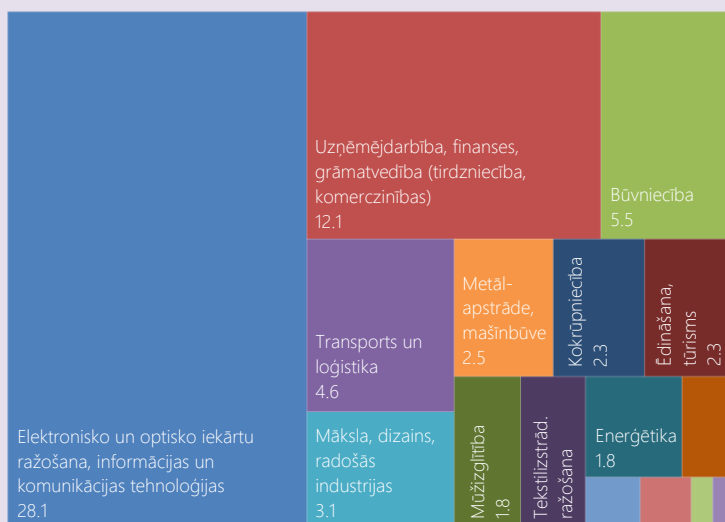 Elektronisko un optisko iekārtu
ražošana, informācijas un
komunikācijas tehnoloģijas
28.1
Uzņēmējdarbība, finanses,
grāmatvedība (tirdzniecība,
komerczinības)
12.1
Būvniecība
5.5
Transports un
loģistika
4.6
Māksla, dizains,
radošās
industrijas
3.1
Metāl-
apstrāde,
mašīnbūve
2.5
Kokrūpniecība
2.3
Ēdināšana,
tūrisms
2.3
Mūžizglītība
1.8
Tekstilizstrād.
ražošana
Enerģētika
1.8